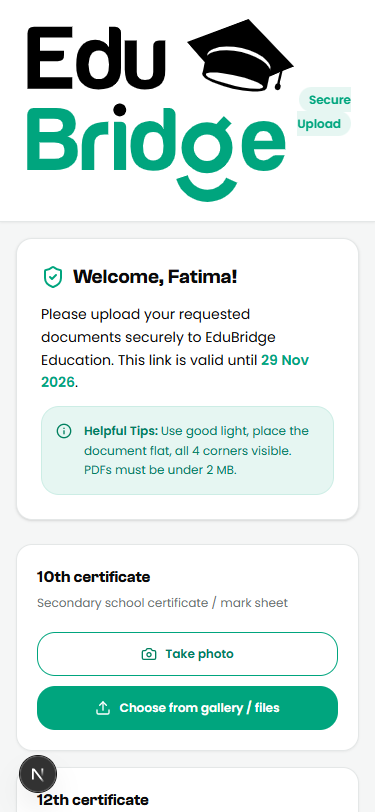 Edu
Bridge
Secure
Upload
Welcome, Fatima!
Please upload your requested
documents securely to EduBridge
Education. This link is valid until 29 Nov
2026.
Helpful Tips: Use good light, place the
document flat, all 4 corners visible.
PDFs must be under 2 MB.
10th certificate
Secondary school certificate / mark sheet
Take photo
Choose from gallery / files
N
12th certificate